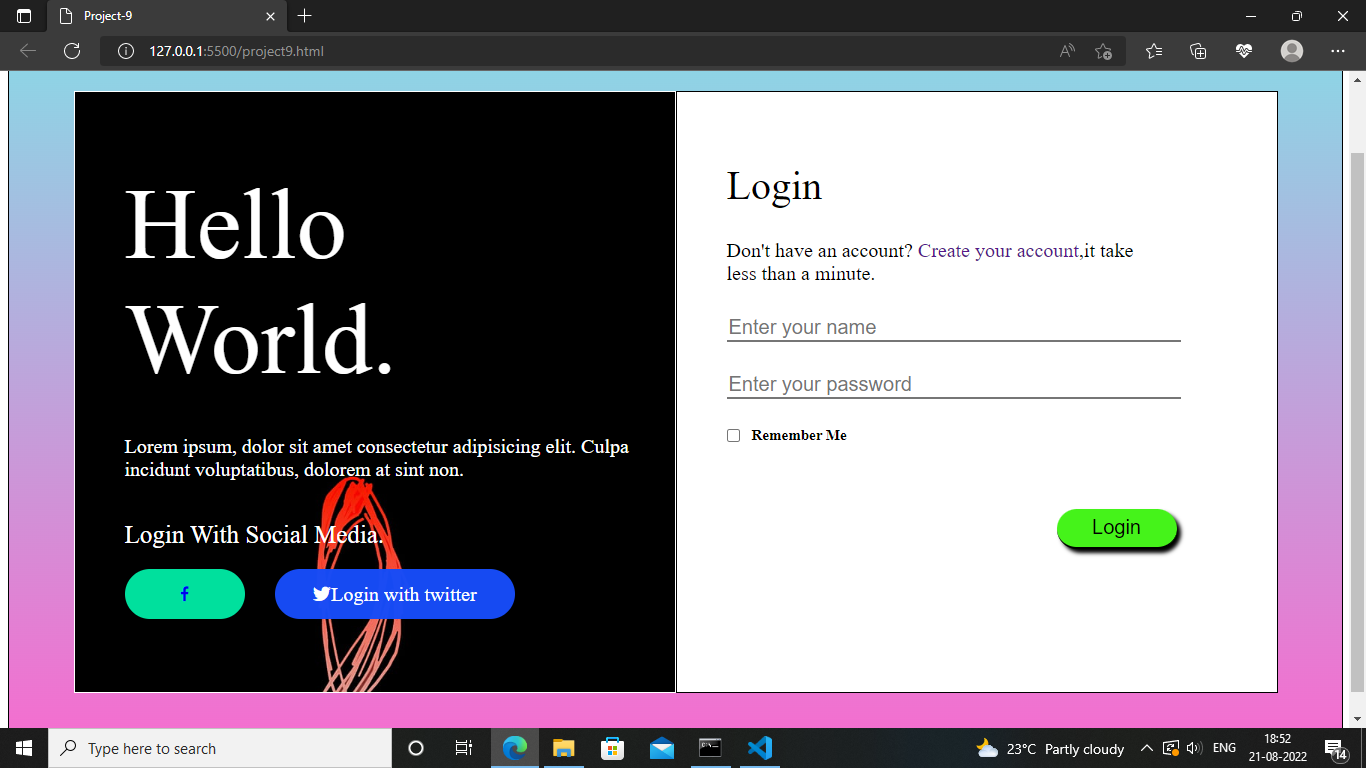 Project-9
127.0.0.1:5500/project9.html
Hello
World.
Lorem ipsum, dolor sit amet consectetur adipisicing elit. Culpa
incidunt voluptatibus, dolorem at sint non.
Login With Social Media.
Login with twitter
Login
Don't have an account? Create your account,it take
less than a minute.
Enter your name
Enter your password
Remember Me
Login
Type here to search
23°C Partly cloudy
ENG
18:52
21-08-2022
14